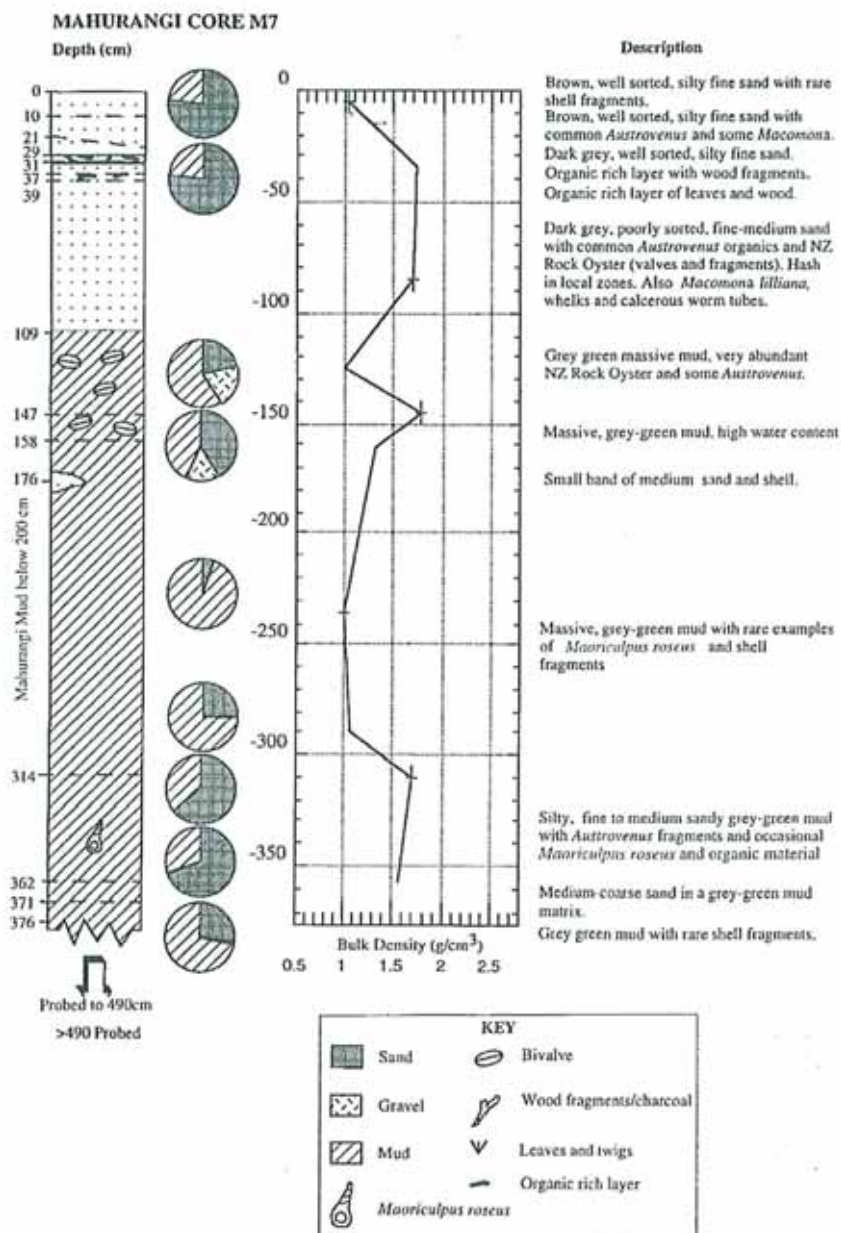 MAHURANGI CORE M7
Depth (cm)
0
10
21
29
31
37
39
109
147
158
176
314
362
371
376
Mahurangi Mud below 200 cm
Probed to 490cm
>490 Probed
0
-50
-100
-150
-200
-250
-300
-350
Bulk Density (g/cm3)
0.5 1 1.5 2 2.5
Description
Brown, well sorted, silty fine sand with rare
shell fragments.
Brown, well sorted, silty fine sand with
common Austrovenus and some Macomona.
Dark grey, well sorted, silty fine sand.
Organic rich layer with wood fragments.
Organic rich layer of leaves and wood.
Dark grey, poorly sorted, fine-medium sand
with common Austrovenus organics and NZ
Rock Oyster (valves and fragments). Hash
in local zones. Also Macomona lilliana,
whelks and calcerous worm tubes.
Grey green massive mud, very abundant
NZ Rock Oyster and some Austrovenus.
Massive, grey-green mud, high water content
Small band of medium sand and shell.
Massive, grey-green mud with rare examples
of Maoriculpus roseus and shell
fragments
Silty, fine to medium sandy grey-green mud
with Austrovenus fragments and occasional
Maoriculpus roseus and organic material
Medium-coarse sand in a grey-green mud
matrix.
Grey green mud with rare shell fragments.
KEY
Sand
Bivalve
Gravel
Wood fragments/charcoal
Mud
Leaves and twigs
Organic rich layer
Maoriculpus roseus